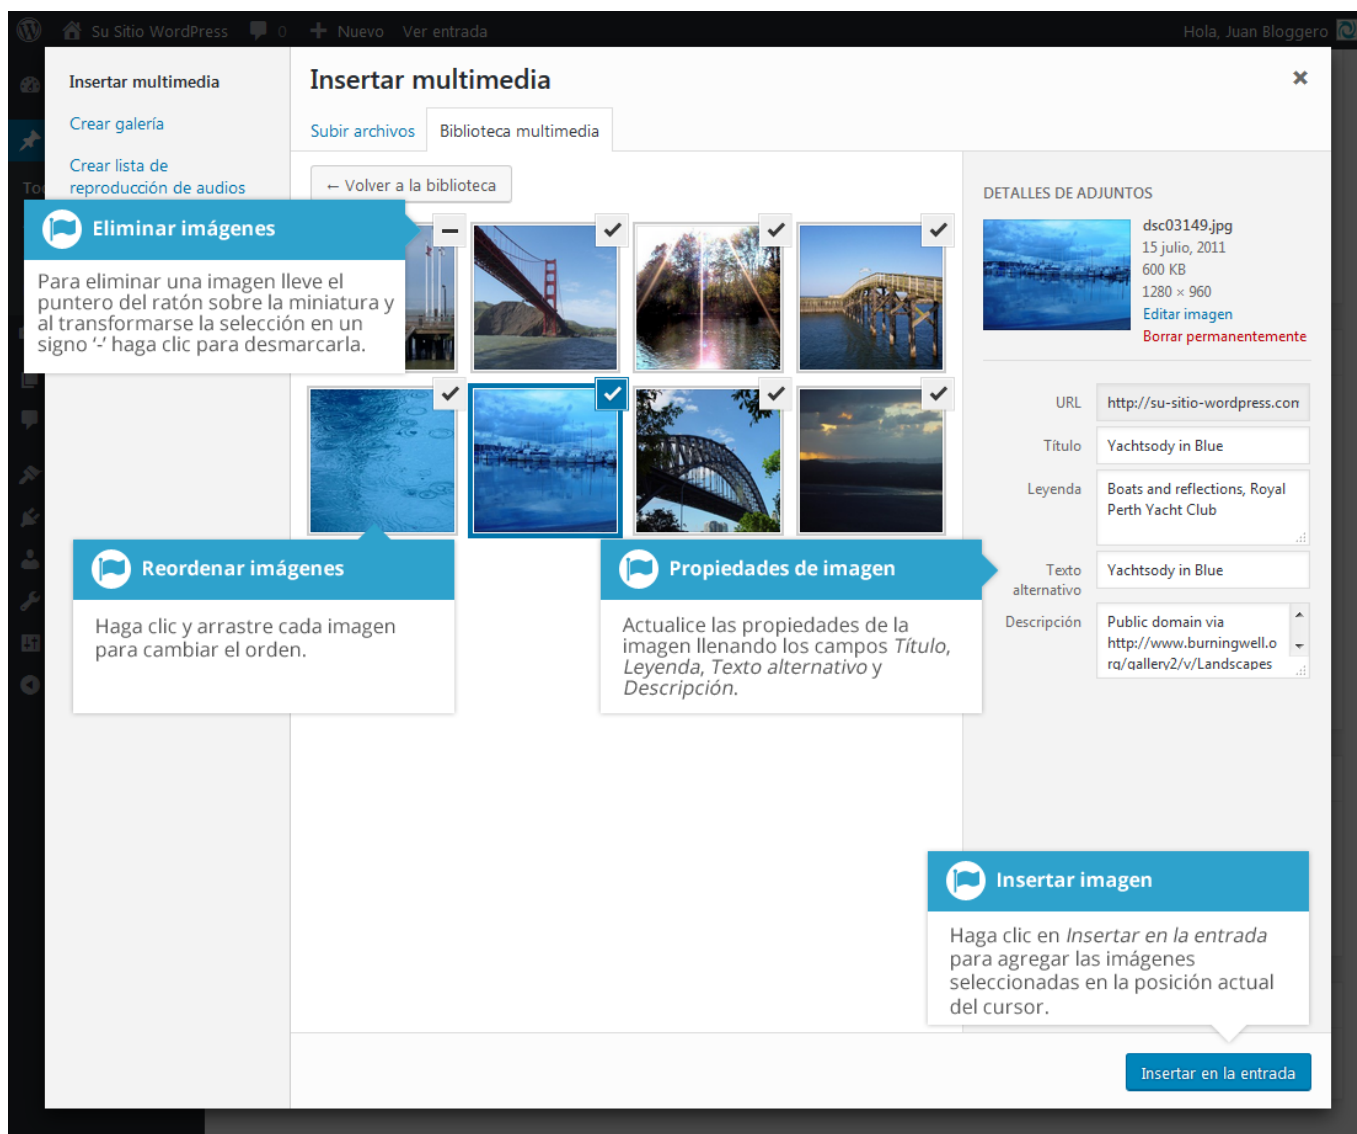 Su Sitio WordPress 0 Nuevo Ver entrada Hola, Juan Bloggero
Insertar multimedia
Crear galería
Crear lista de
reproducción de audios
Insertar multimedia
Subir archivos Biblioteca multimedia
← Volver a la biblioteca
Eliminar imágenes
Para eliminar una imagen lleve el
puntero del ratón sobre la miniatura y
al transformarse la selección en un
signo ‘-’ haga clic para desmarcarla.
Reordenar imágenes
Haga clic y arrastre cada imagen
para cambiar el orden.
Propiedades de imagen
Actualice las propiedades de la
imagen llenando los campos Título,
Leyenda, Texto alternativo y
Descripción.
DETALLES DE ADJUNTOS
dsc03149.jpg
15 julio, 2011
600 KB
1280 × 960
Editar imagen
Borrar permanentemente
URL http://su-sitio-wordpress.con
Título Yachtsody in Blue
Leyenda Boats and reflections, Royal
Perth Yacht Club
Texto
alternativo Yachtsody in Blue
Descripción Public domain via
http://www.burningwell.o
rg/gallery2/v/Landscapes
Insertar imagen
Haga clic en Insertar en la entrada
para agregar las imágenes
seleccionadas en la posición actual
del cursor.
Insertar en la entrada